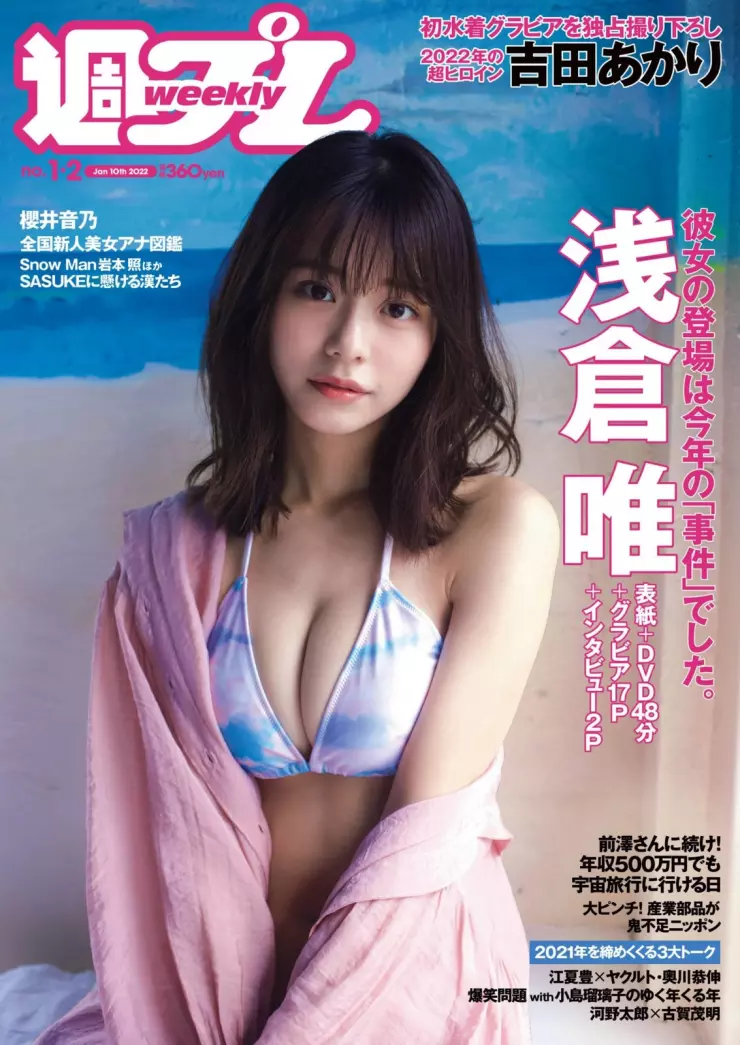 週プレ
weekly
no.1・2 Jan 10th 2022 360yen
初水着グラビアを独占撮り下ろし
2022年の
超ヒロイン
吉田あかり
櫻井音乃
全国新人美女アナ図鑑
Snow Man岩本 照ほか
SASUKEに懸ける漢たち
彼女の登場は今年の「事件」でした。
浅倉 唯
表紙+DVD48分
+グラビア17P
+インタビュー2P
前澤さんに続け!
年収500万円でも
宇宙旅行に行ける日
大ピンチ! 産業部品が
鬼不足ニッポン
2021年を締めくくる3大トーク
江夏豊×ヤクルト・奥川恭伸
爆笑問題 with 小島瑠璃子のゆく年くる年
河野太郎×古賀茂明